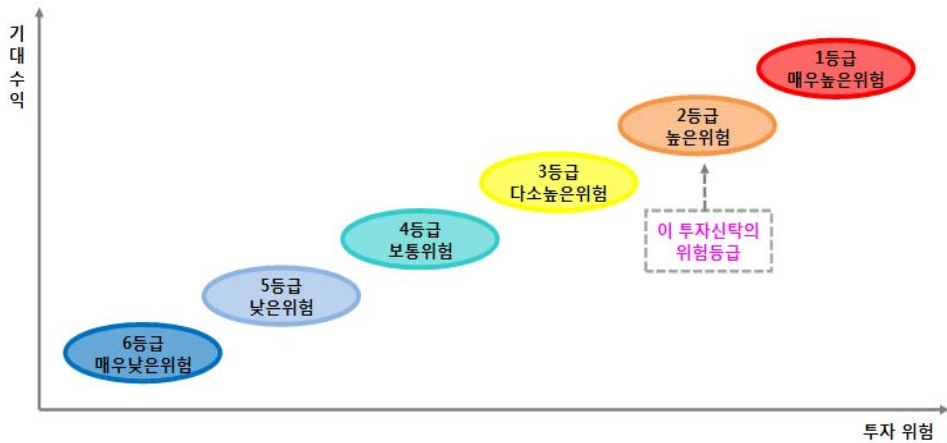 기대수익
1등급
매우높은위험
2등급
높은위험
3등급
다소높은위험
이 투자신탁의
위험등급
4등급
보통위험
5등급
낮은위험
6등급
매우낮은위험
투자 위험